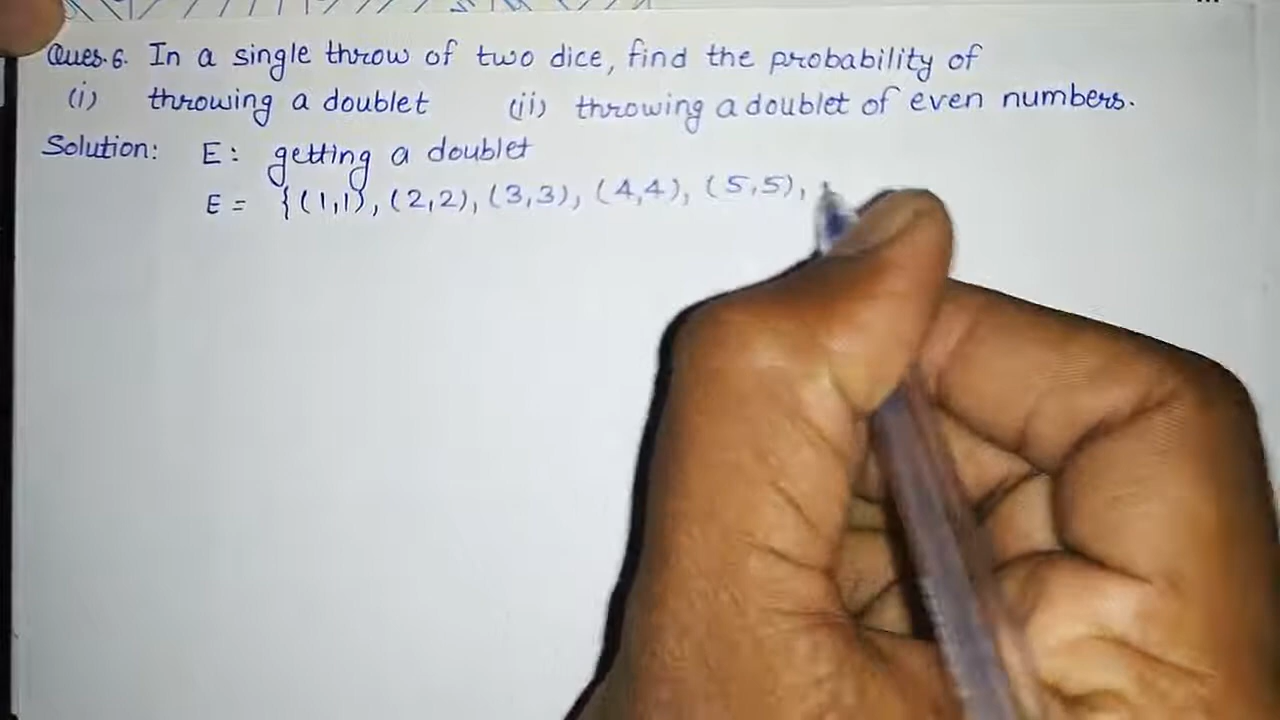 Ques.6. In a single throw of two dice, find the probability of
(i) throwing a doublet (ii) throwing a doublet of even numbers.
Solution: E: getting a doublet
E = {(1,1), (2,2), (3,3), (4,4), (5,5),